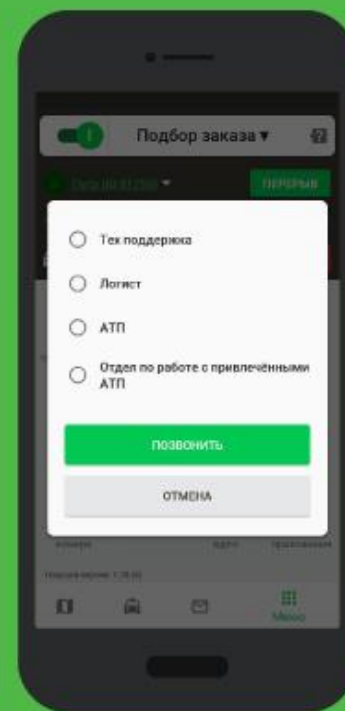 Подбор заказа ▼
ПЕРЕРЫВ
Тех поддержка
Логист
АТП
Отдел по работе с привлечёнными
АТП
ПОЗВОНИТЬ
ОТМЕНА
Меню